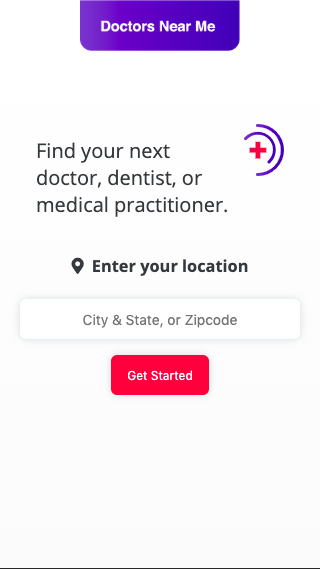 Doctors Near Me
Find your next
doctor, dentist, or
medical practitioner.
Enter your location
City & State, or Zipcode
Get Started